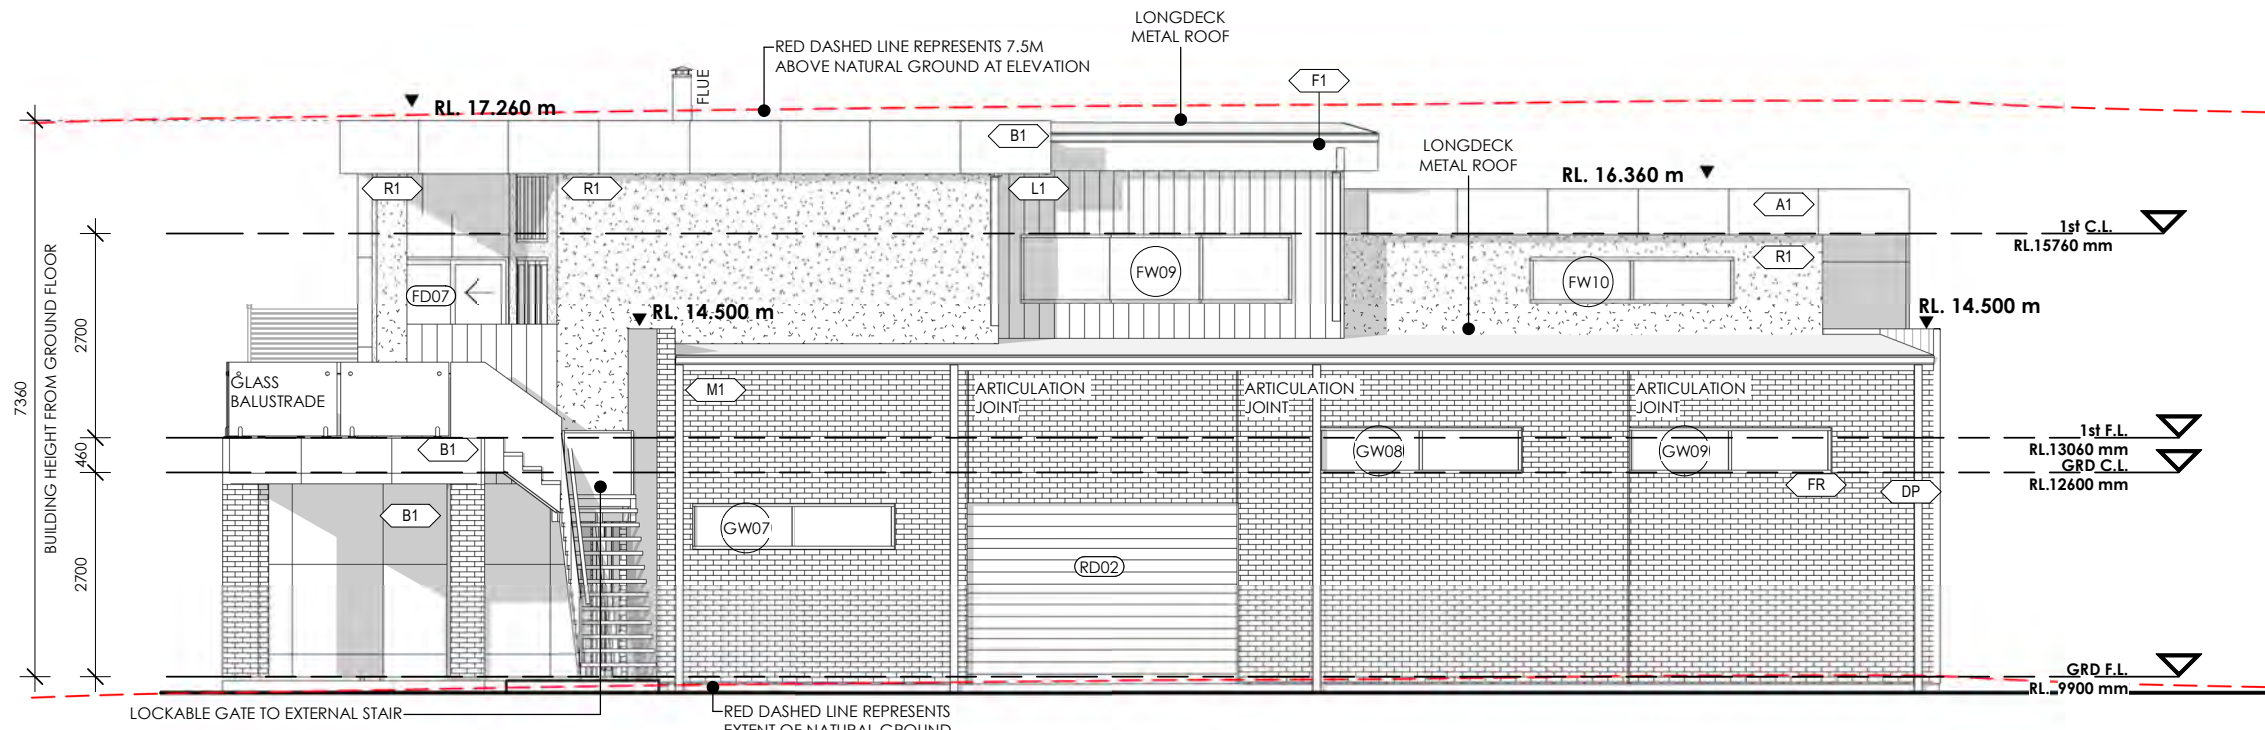 LONGDECK
METAL ROOF
RED DASHED LINE REPRESENTS 7.5M
ABOVE NATURAL GROUND AT ELEVATION
FLUE
F1
RL. 17.260 m
B1
LONGDECK
METAL ROOF
RL. 16.360 m
R1
R1
L1
A1
1st C.L.
RL.15760 mm
R1
FW09
FW10
FD07
RL. 14.500 m
RL. 14.500 m
BUILDING HEIGHT FROM GROUND FLOOR
7360
2700
460
2700
GLASS
BALUSTRADE
M1
ARTICULATION
JOINT
ARTICULATION
JOINT
ARTICULATION
JOINT
1st F.L.
RL.13060 mm
B1
GW08
GW09
GRD C.L.
RL.12600 mm
FR
DP
B1
GW07
RD02
GRD F.L.
RL. 9900 mm
LOCKABLE GATE TO EXTERNAL STAIR
RED DASHED LINE REPRESENTS
EXTENT OF NATURAL GROUND